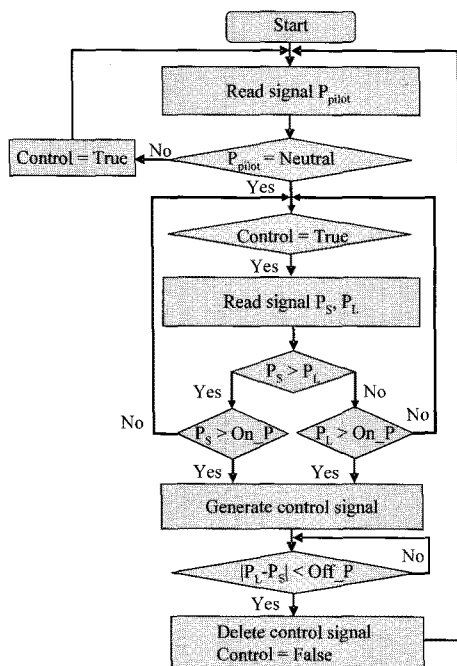 Start
Read signal P_pilot
Control = True
No
P_pilot = Neutral
Yes
Control = True
Yes
Read signal P_S, P_L
P_S > P_L
Yes
No
No
P_S > On_P
P_L > On_P
No
Yes
Yes
Generate control signal
|P_L-P_S| < Off_P
No
Yes
Delete control signal
Control = False